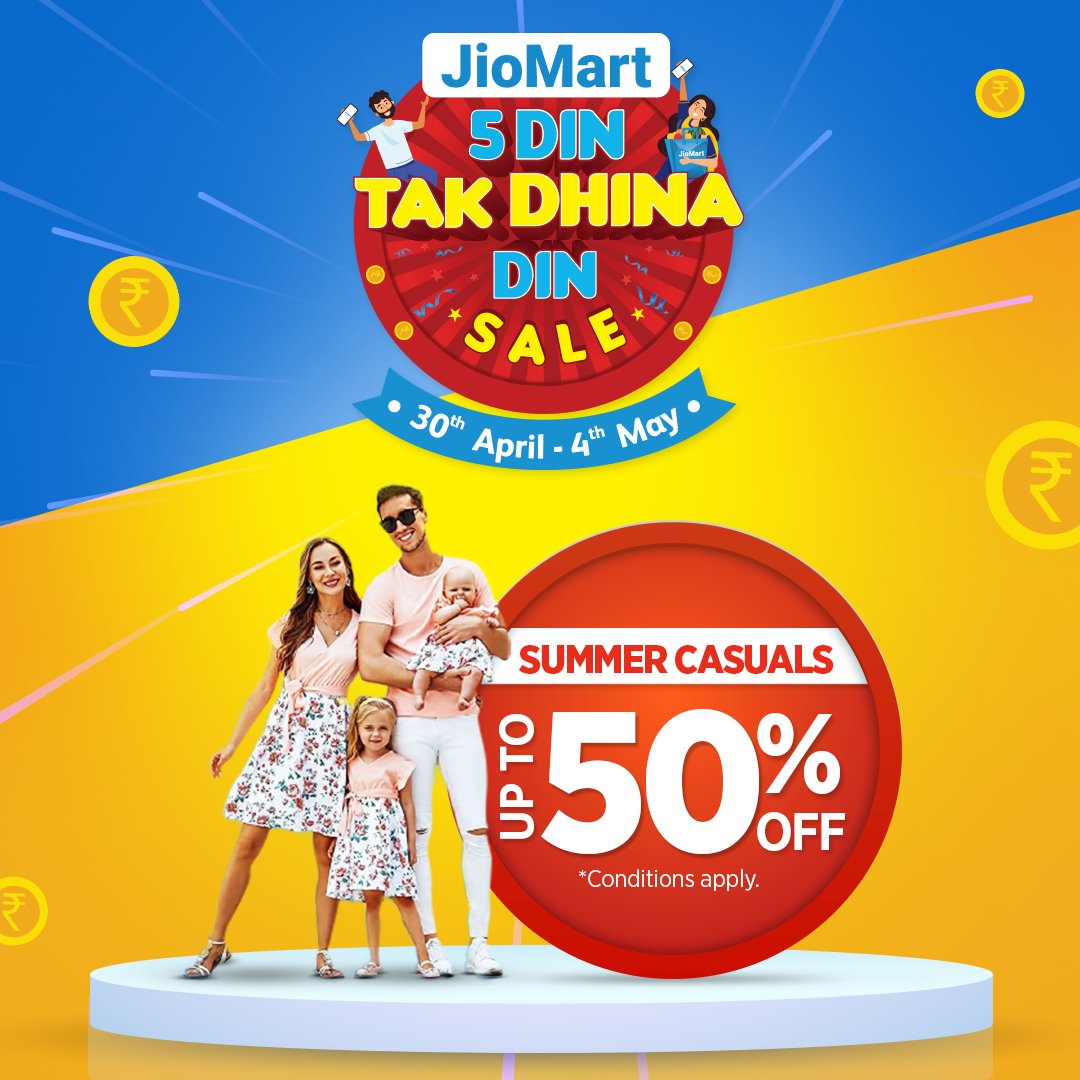 JioMart
5 DIN
TAK DHINA
DIN
SALE
JioMart
• 30th April - 4th May •
SUMMER CASUALS
UP TO
50%
OFF
*Conditions apply.